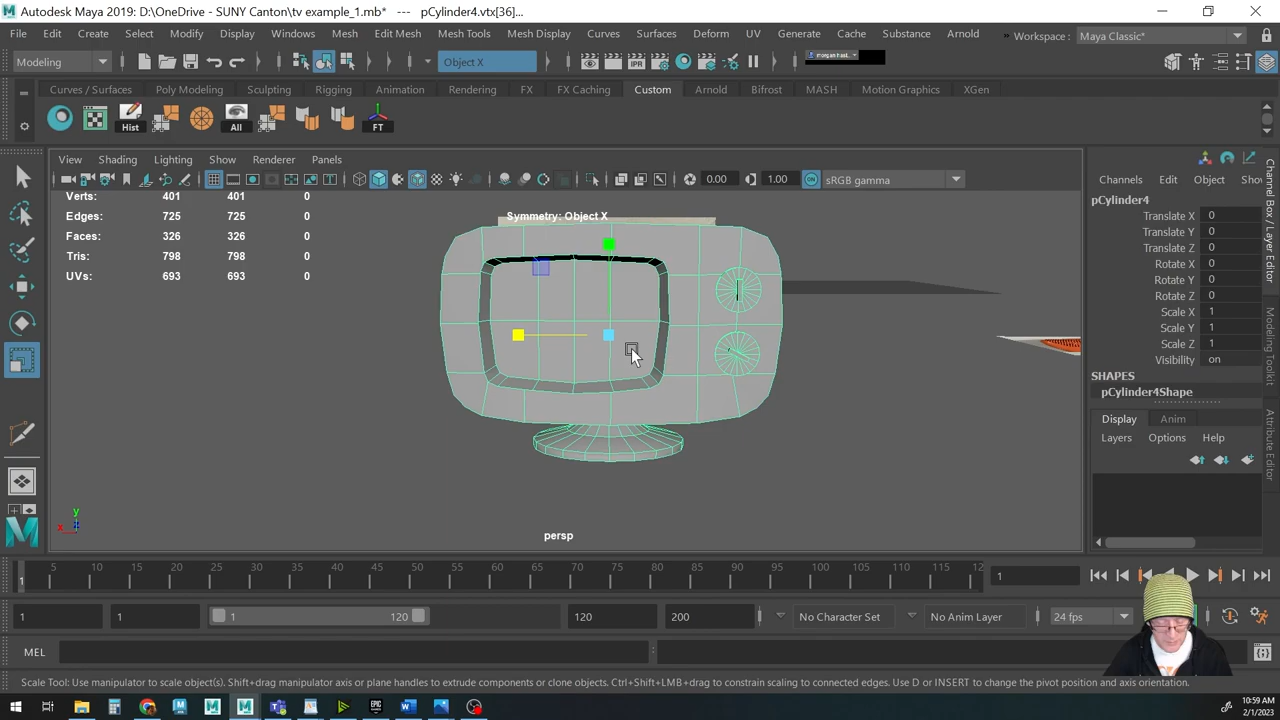 Autodesk Maya 2019: D:\OneDrive - SUNY Canton\tv example_1.mb* --- pCylinder4.vtx[36]...
File Edit Create Select Modify Display Windows Mesh Edit Mesh Mesh Tools Mesh Display Curves Surfaces Deform UV Generate Cache Substance Arnold » Workspace: Maya Classic*
Modeling Object X
Curves / Surfaces Poly Modeling Sculpting Rigging Animation Rendering FX FX Caching Custom Arnold Bifrost MASH Motion Graphics XGen
Hist All FT
View Shading Lighting Show Renderer Panels
0.00 1.00 ON sRGB gamma
Verts: 401 401 0
Edges: 725 725 0
Faces: 326 326 0
Tris: 798 798 0
UVs: 693 693 0
Symmetry: Object X
persp
y
x
z
Channels Edit Object Show
pCylinder4
Translate X 0
Translate Y 0
Translate Z 0
Rotate X 0
Rotate Y 0
Rotate Z 0
Scale X 1
Scale Y 1
Scale Z 1
Visibility on
SHAPES
pCylinder4Shape
Display Anim
Layers Options Help
Channel Box / Layer Editor
Modeling Toolkit
Attribute Editor
1 5 10 15 20 25 30 35 40 45 50 55 60 65 70 75 80 85 90 95 100 105 110 115 12
1
1 1 1 120 120 200 No Character Set No Anim Layer 24 fps
MEL
Scale Tool: Use manipulator to scale object(s). Shift+drag manipulator axis or plane handles to extrude components or clone objects. Ctrl+Shift+LMB+drag to constrain scaling to connected edges. Use D or INSERT to change the pivot position and axis orientation.
10:59 AM
2/1/2023